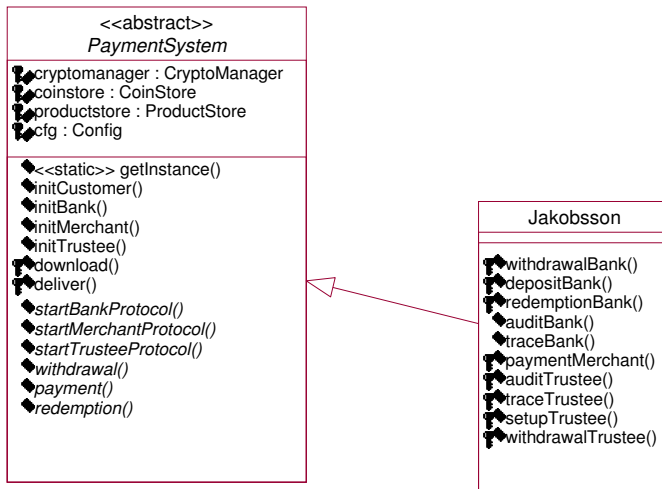 <<abstract>>
PaymentSystem
cryptomanager : CryptoManager
coinstore : CoinStore
productstore : ProductStore
cfg : Config
<<static>> getInstance()
initCustomer()
initBank()
initMerchant()
initTrustee()
download()
deliver()
startBankProtocol()
startMerchantProtocol()
startTrusteeProtocol()
withdrawal()
payment()
redemption()
Jakobsson
withdrawalBank()
depositBank()
redemptionBank()
auditBank()
traceBank()
paymentMerchant()
auditTrustee()
traceTrustee()
setupTrustee()
withdrawalTrustee()